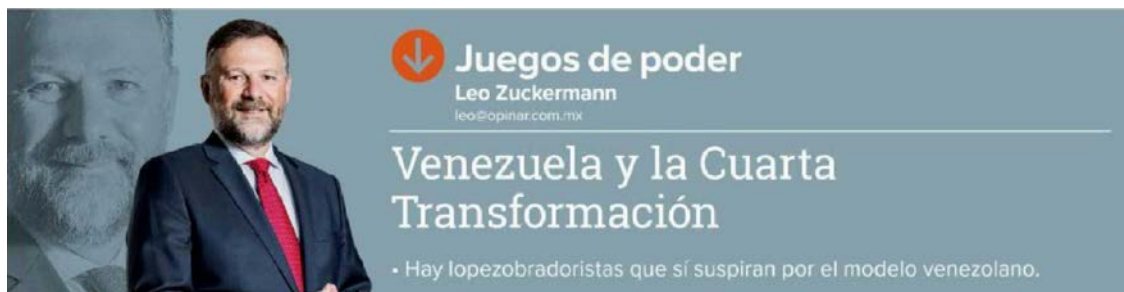 Juegos de poder
Leo Zuckermann
leo@opinar.com.mx
Venezuela y la Cuarta
Transformación
• Hay lopezobradoristas que sí suspiran por el modelo venezolano.